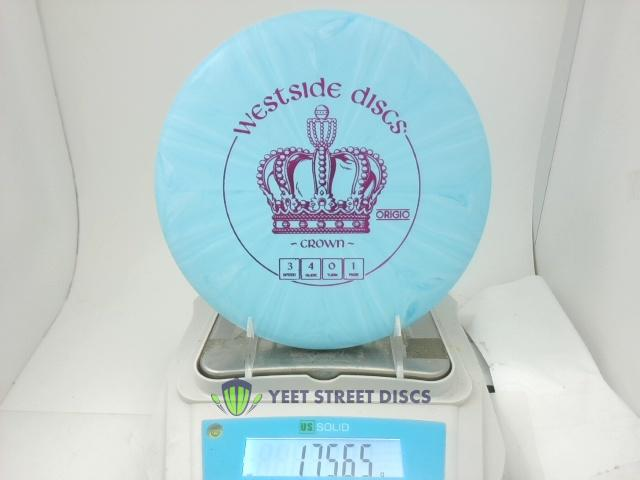 WESTSIDE DISCS
ORIGIO
~ CROWN ~
3 4 0 1
SPEED GLIDE TURN FADE
YEET STREET DISCS
US SOLID
175.65 g